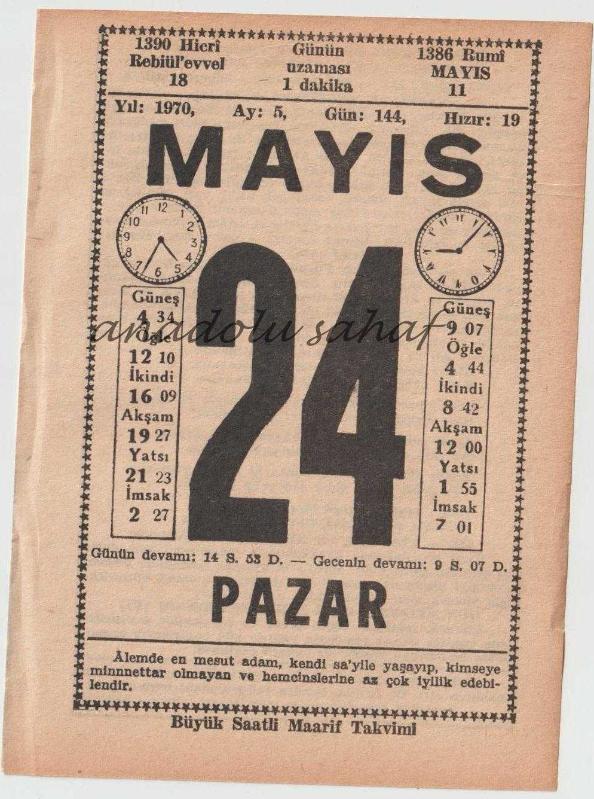 1390 Hicrî
Rebiül'evvel
18
Günün
uzaması
1 dakika
1386 Rumî
MAYIS
11
Yıl: 1970, Ay: 5, Gün: 144, Hızır: 19
MAYIS
24
Güneş
4 34
Öğle
12 10
İkindi
16 09
Akşam
19 27
Yatsı
21 23
İmsak
2 27
Güneş
9 07
Öğle
4 44
İkindi
8 42
Akşam
12 00
Yatsı
1 55
İmsak
7 01
anadolu sahaf
Günün devamı: 14 S. 53 D. — Gecenin devamı: 9 S. 07 D.
PAZAR
Âlemde en mesut adam, kendi sa'yile yaşayıp, kimseye
minnnettar olmayan ve hemcinslerine az çok iyilik edebi-
lendir.
Büyük Saatli Maarif Takvimi